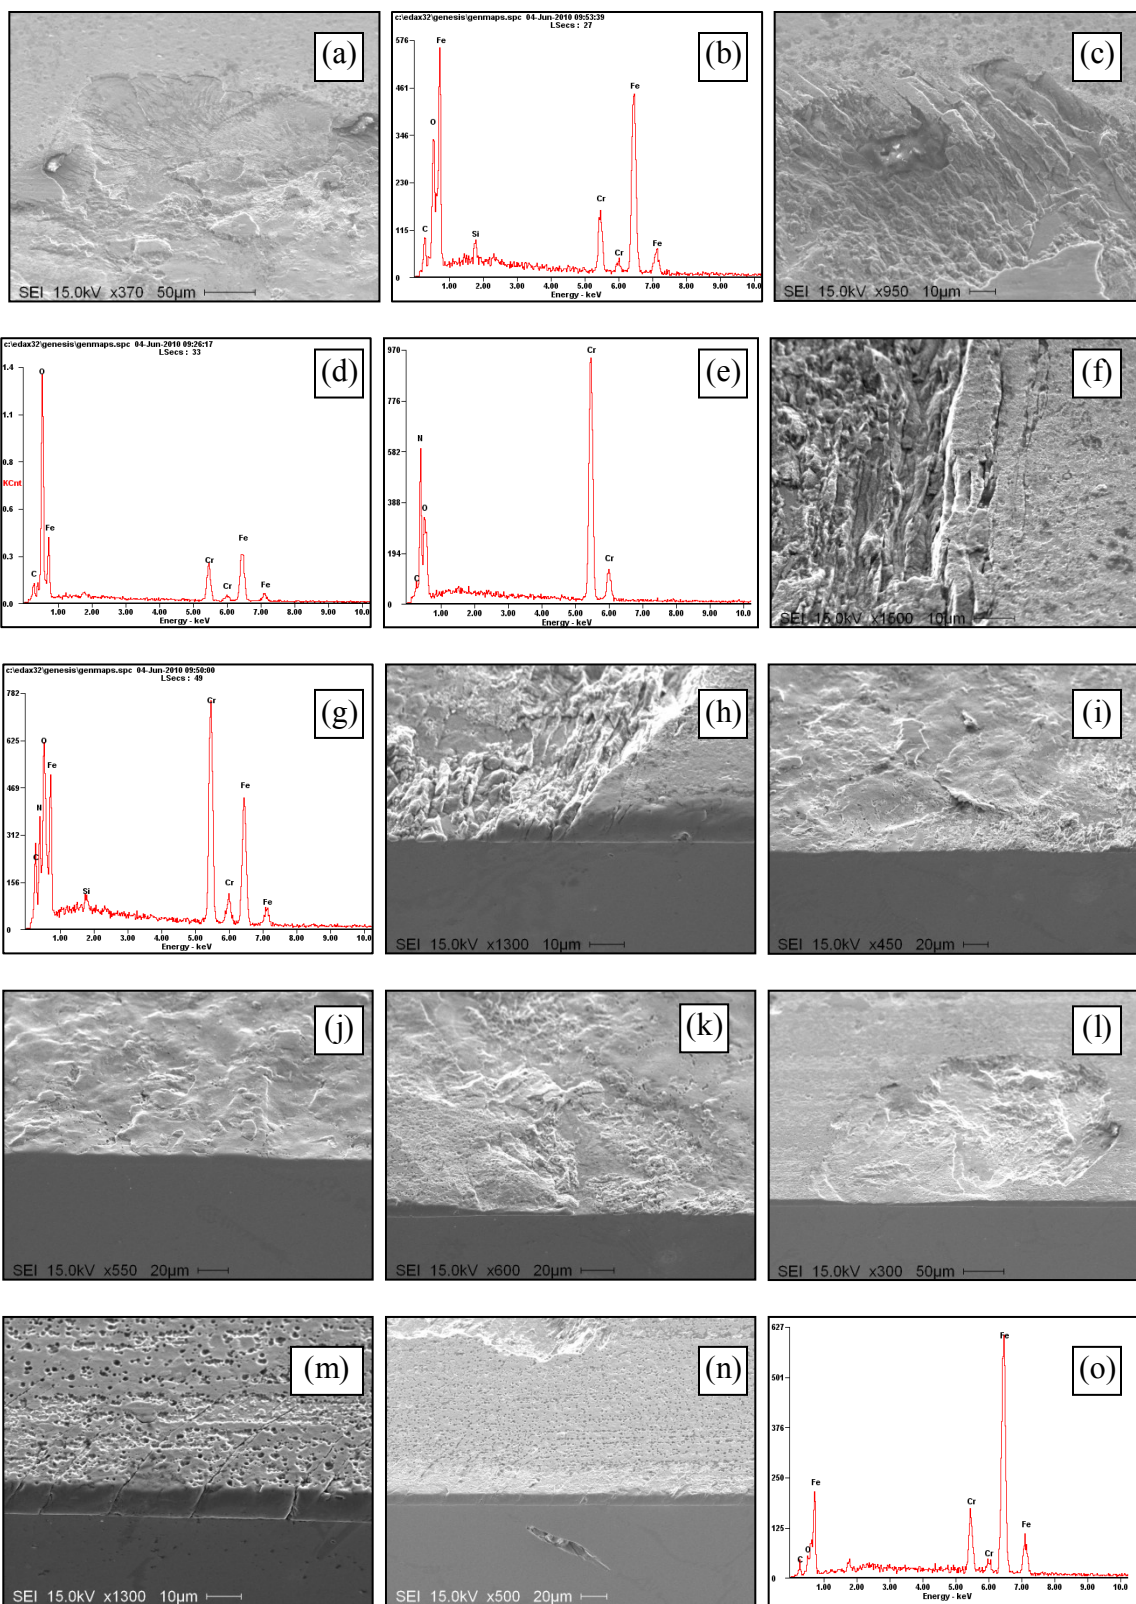 (a)
SEI 15.0kV x370 50µm
c:\edax32\genesis\genmaps.spc 04-Jun-2010 09:53:39
LSecs : 27
(b)
576
461
346
230
115
0
C
O
Fe
Si
Cr
Cr
Fe
Fe
1.00 2.00 3.00 4.00 5.00 6.00 7.00 8.00 9.00 10.0
Energy - keV
(c)
SEI 15.0kV x950 10µm
c:\edax32\genesis\genmaps.spc 04-Jun-2010 09:26:17
LSecs : 33
(d)
1.4
1.1
0.8
KCnt
0.6
0.3
0.0
C
O
Fe
Cr
Cr
Fe
Fe
1.00 2.00 3.00 4.00 5.00 6.00 7.00 8.00 9.00 10.0
Energy - keV
(e)
970
776
582
388
194
0
C
N
O
Cr
Cr
1.00 2.00 3.00 4.00 5.00 6.00 7.00 8.00 9.00 10.0
Energy - keV
(f)
SEI 15.0kV x1500 10µm
c:\edax32\genesis\genmaps.spc 04-Jun-2010 09:50:00
LSecs : 49
(g)
782
625
469
312
156
0
C
N
O
Fe
Si
Cr
Cr
Fe
Fe
1.00 2.00 3.00 4.00 5.00 6.00 7.00 8.00 9.00 10.0
Energy - keV
(h)
SEI 15.0kV x1300 10µm
(i)
SEI 15.0kV x450 20µm
(j)
SEI 15.0kV x550 20µm
(k)
SEI 15.0kV x600 20µm
(l)
SEI 15.0kV x300 50µm
(m)
SEI 15.0kV x1300 10µm
(n)
SEI 15.0kV x500 20µm
(o)
627
501
376
250
125
0
C
O
Fe
Cr
Cr
Fe
Fe
1.00 2.00 3.00 4.00 5.00 6.00 7.00 8.00 9.00 10.0
Energy - keV